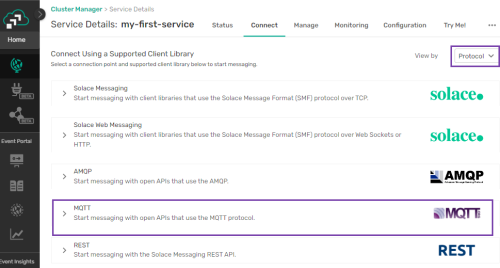 Cluster Manager > Service Details
Service Details: my-first-service
Status
Connect
Manage
Monitoring
Configuration
Try Me!
Home
Connect Using a Supported Client Library
Select a connection point and supported client library below to start messaging.
View by
Protocol
BETA
BETA
Event Portal
Event Insights
Solace Messaging
Start messaging with client libraries that use the Solace Message Format (SMF) protocol over TCP.
solace
Solace Web Messaging
Start messaging with client libraries that use the Solace Message Format (SMF) protocol over Web Sockets or
HTTP.
solace
AMQP
Start messaging with open APIs that use the AMQP.
AMQP
MQTT
Start messaging with open APIs that use the MQTT protocol.
MQTT
REST
Start messaging with the Solace Messaging REST API.
REST